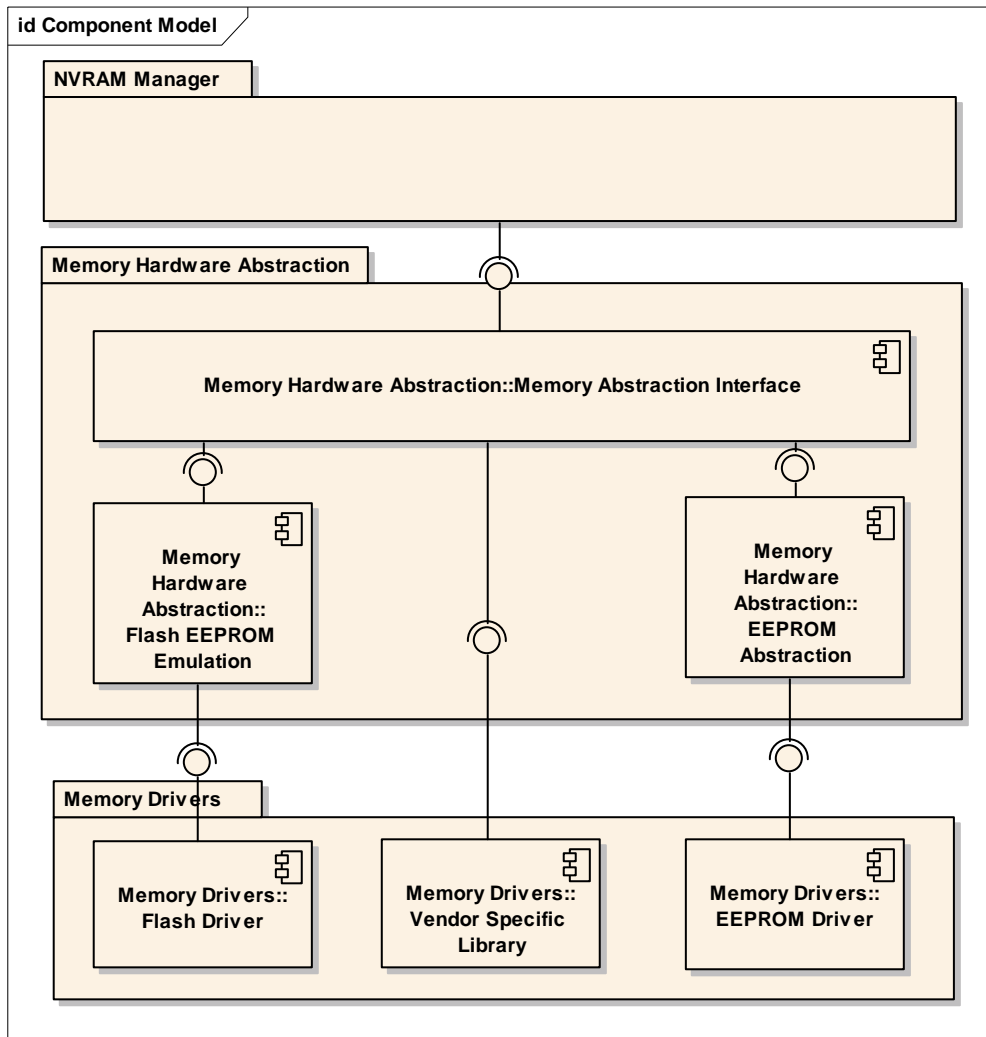 id Component Model
NVRAM Manager
Memory Hardware Abstraction
Memory Hardware Abstraction::Memory Abstraction Interface
Memory
Hardware
Abstraction::
Flash EEPROM
Emulation
Memory
Hardware
Abstraction::
EEPROM
Abstraction
Memory Drivers
Memory Drivers::
Flash Driver
Memory Drivers::
Vendor Specific
Library
Memory Drivers::
EEPROM Driver